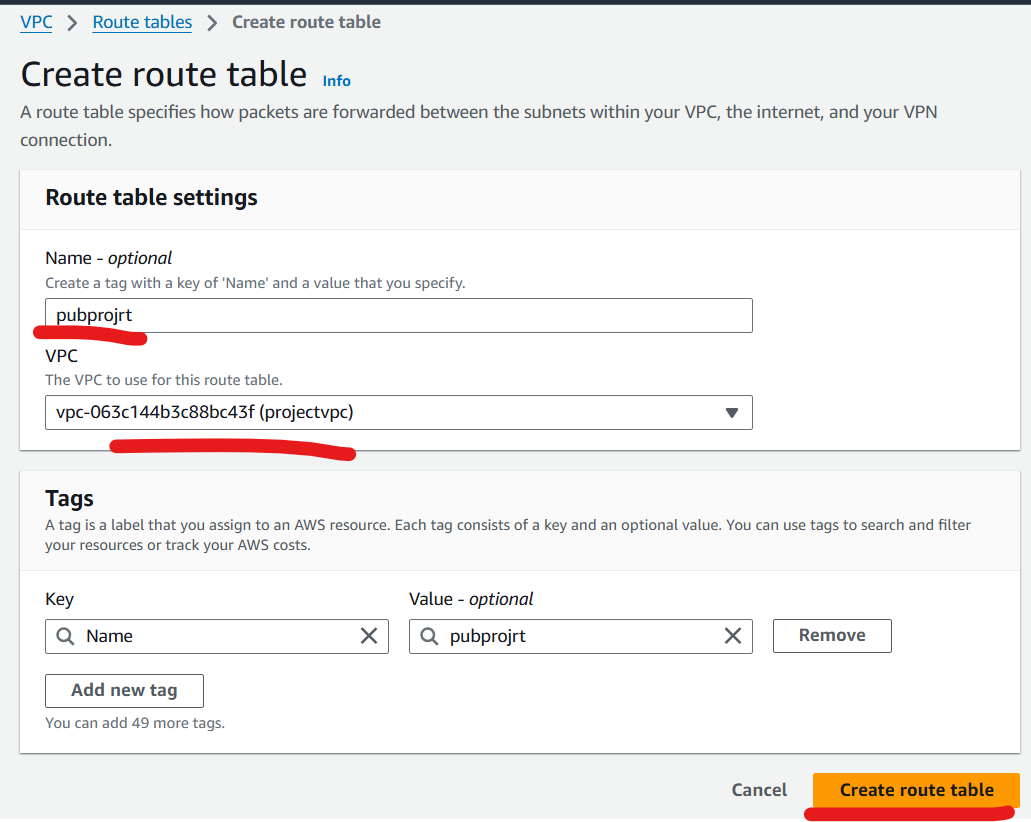 VPC > Route tables > Create route table
Create route table Info
A route table specifies how packets are forwarded between the subnets within your VPC, the internet, and your VPN
connection.
Route table settings
Name - optional
Create a tag with a key of 'Name' and a value that you specify.
pubprojrt
VPC
The VPC to use for this route table.
vpc-063c144b3c88bc43f (projectvpc)
Tags
A tag is a label that you assign to an AWS resource. Each tag consists of a key and an optional value. You can use tags to search and filter
your resources or track your AWS costs.
Key Value - optional
Name pubprojrt Remove
Add new tag
You can add 49 more tags.
Cancel Create route table